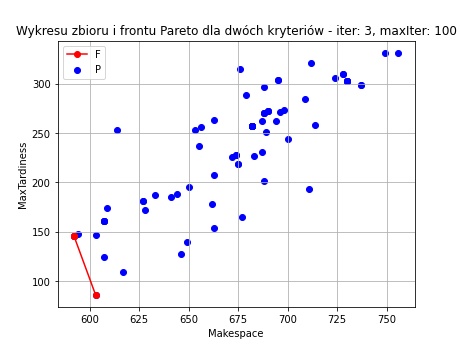 Wykresu zbioru i frontu Pareto dla dwóch kryteriów - iter: 3, maxIter: 100
F
P
300
250
200
150
100
MaxTardiness
600
625
650
675
700
725
750
Makespace